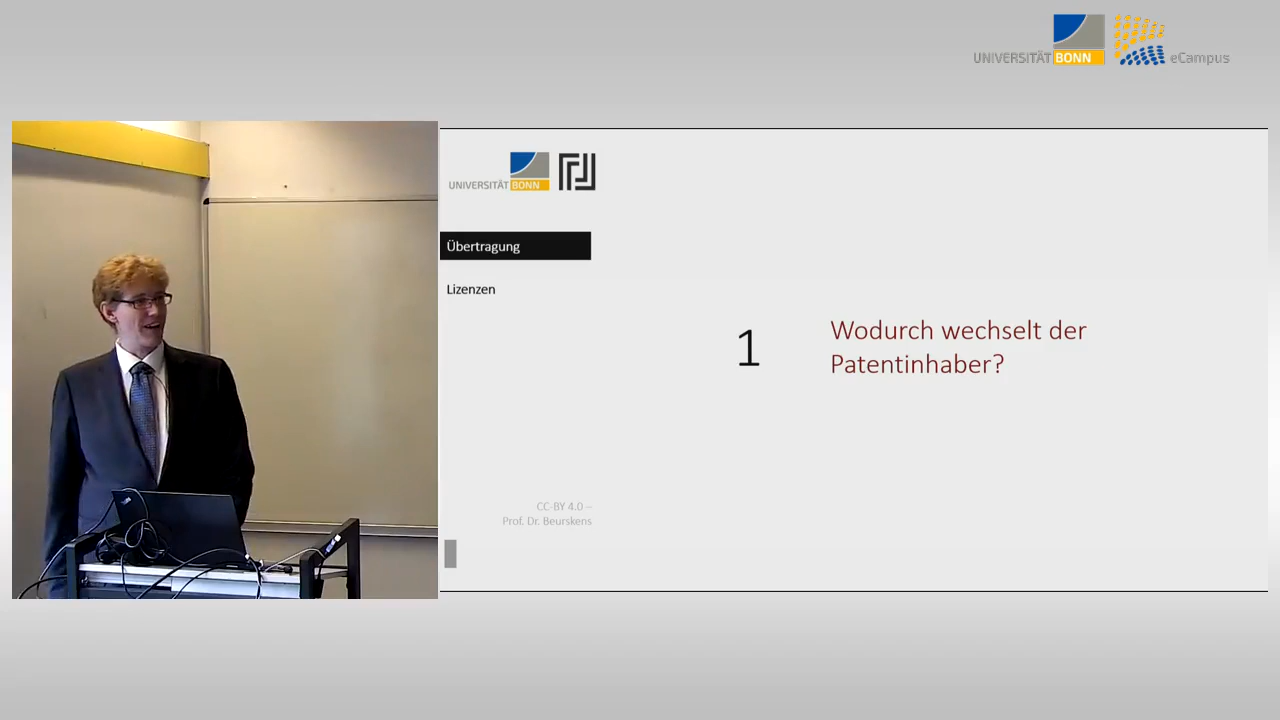 UNIVERSITÄT BONN
eCampus
UNIVERSITÄT BONN
Übertragung
Lizenzen
1
Wodurch wechselt der
Patentinhaber?
CC-BY 4.0 –
Prof. Dr. Beurskens